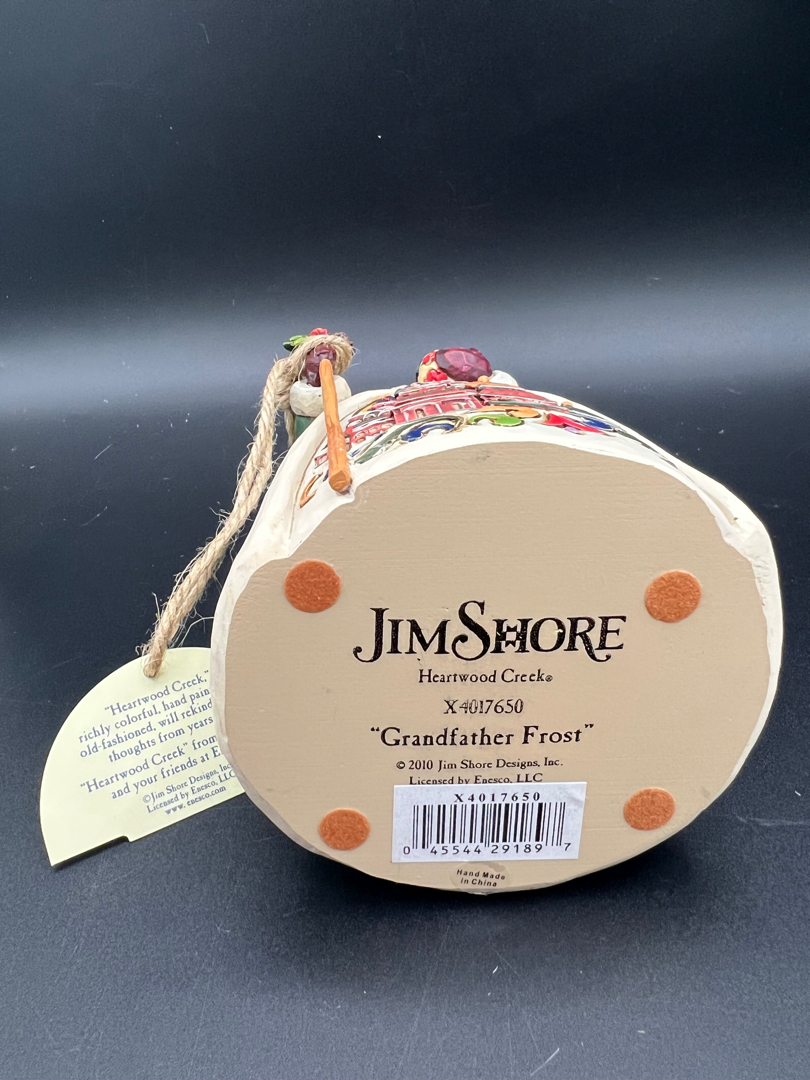 JIM SHORE
Heartwood Creek®
X4017650
"Grandfather Frost"
© 2010 Jim Shore Designs, Inc.
Licensed by Enesco, LLC
X4017650
0 45544 29189 7
Hand Made
in China
"Heartwood Creek,"
richly colorful, hand pain
old-fashioned, will rekind
thoughts from years
"Heartwood Creek" from
and your friends at E
©Jim Shore Designs, Inc
Licensed by Enesco, LLC
www.enesco.com